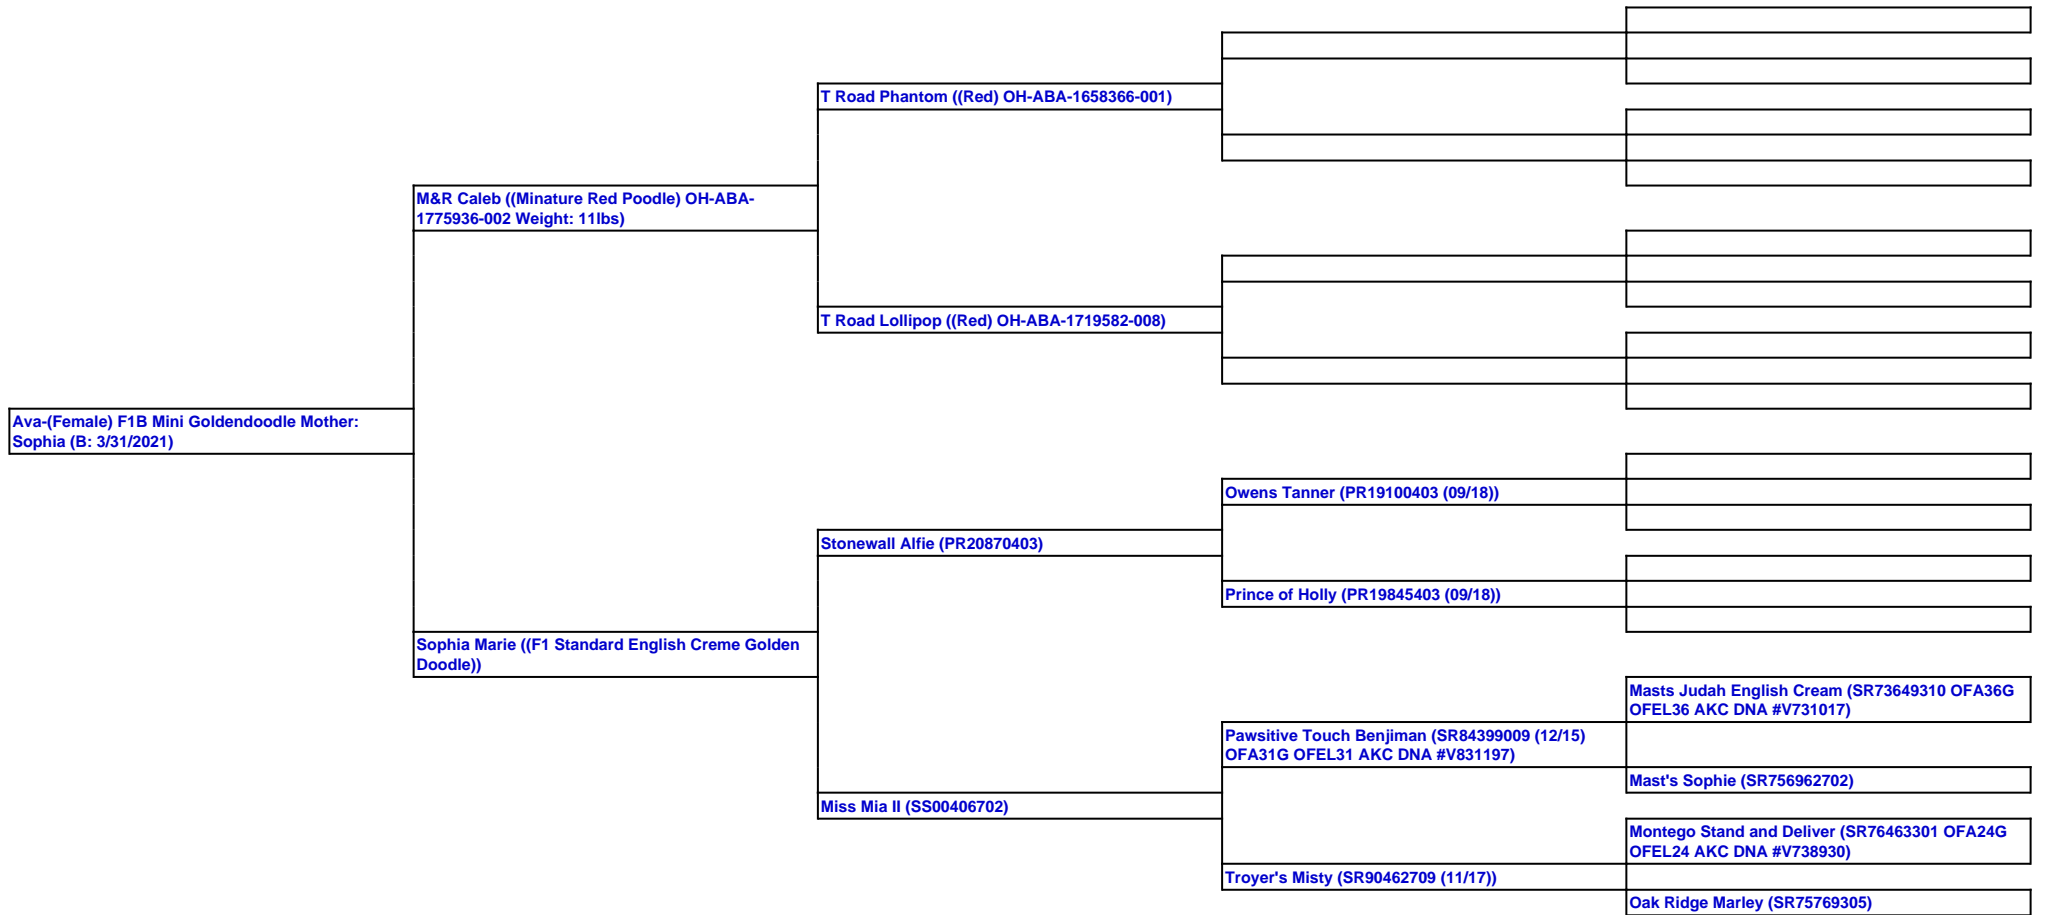 T Road Phantom ((Red) OH-ABA-1658366-001)
M&R Caleb ((Minature Red Poodle) OH-ABA-
1775936-002 Weight: 11lbs)
T Road Lollipop ((Red) OH-ABA-1719582-008)
Ava-(Female) F1B Mini Goldendoodle Mother:
Sophia (B: 3/31/2021)
Owens Tanner (PR19100403 (09/18))
Stonewall Alfie (PR20870403)
Prince of Holly (PR19845403 (09/18))
Sophia Marie ((F1 Standard English Creme Golden
Doodle))
Masts Judah English Cream (SR73649310 OFA36G
OFEL36 AKC DNA #V731017)
Pawsitive Touch Benjiman (SR84399009 (12/15)
OFA31G OFEL31 AKC DNA #V831197)
Mast's Sophie (SR756962702)
Miss Mia II (SS00406702)
Montego Stand and Deliver (SR76463301 OFA24G
OFEL24 AKC DNA #V738930)
Troyer's Misty (SR90462709 (11/17))
Oak Ridge Marley (SR75769305)